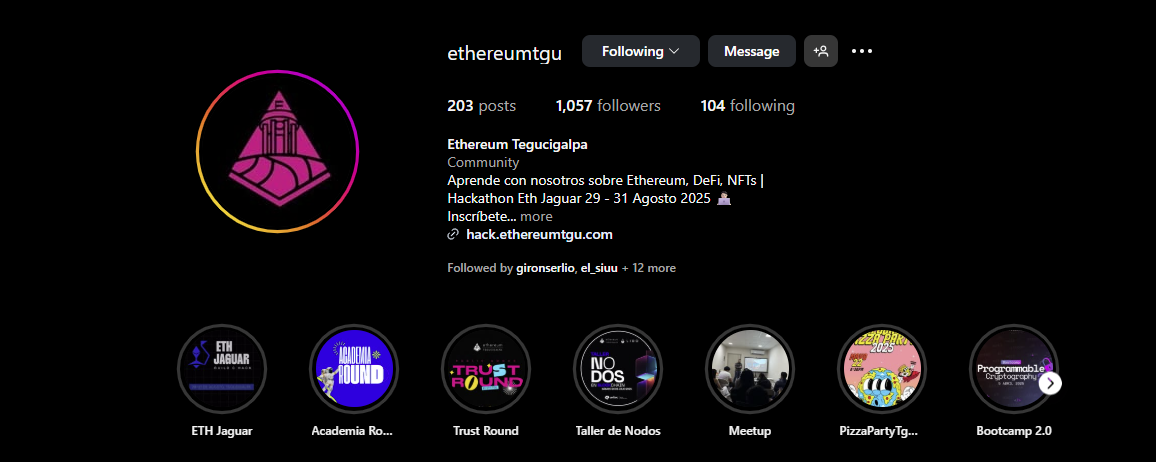 ethereumtgu
Following
Message
203 posts
1,057 followers
104 following
Ethereum Tegucigalpa
Community
Aprende con nosotros sobre Ethereum, DeFi, NFTs |
Hackathon Eth Jaguar 29 - 31 Agosto 2025
Inscríbete... more
hack.ethereumtgu.com
Followed by gironserlio, el_siuu + 12 more
ETH
JAGUAR
ACADEMIA
ROUND
ethereum
TRUST
ROUND
TALLER
NODOS
PIZZA PARTY
2025
Programmable
Cryptography
ETH Jaguar
Academia Ro...
Trust Round
Taller de Nodos
Meetup
PizzaPartyTg...
Bootcamp 2.0